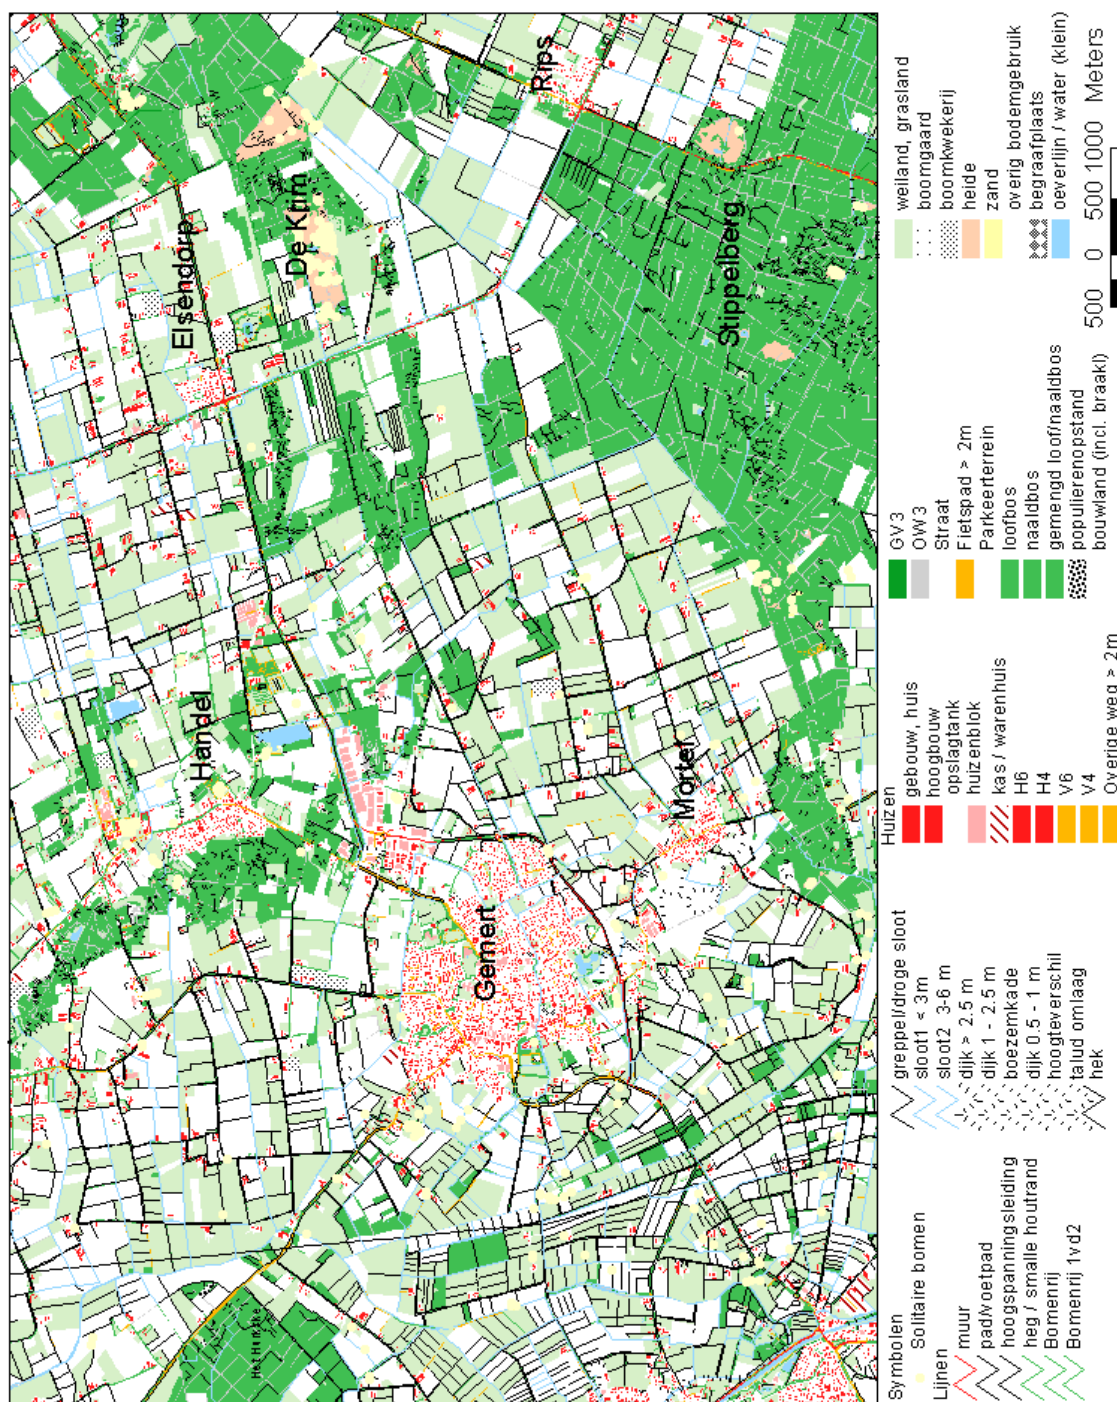 Elsendorp
De Krim
Rips
Handel
Stippelberg
Gemert
Mortel
Symbolen
Solitaire bomen
Lijnen
muur
pad/voetpad
hoogspanningsleiding
heg / smalle houtrand
Bomenrij
Bomenrij 1vd2
greppel/droge sloot
sloot1 < 3m
sloot2 3-6 m
dijk > 2.5 m
dijk 1 - 2.5 m
boezemkade
dijk 0.5 - 1 m
hoogteverschil
talud omlaag
hek
Huizen
gebouw, huis
hoogbouw
opslagtank
huizenblok
kas / warenhuis
H6
H4
V6
V4
Overige weg > 2m
GV3
OW3
Straat
Fietspad > 2m
Parkeerterrein
loofbos
naaldbos
gemengd loof/naaldbos
populierenopstand
bouwland (incl. braakl)
weiland, grasland
boomgaard
boomkwekerij
heide
zand
overig bodemgebruik
begraafplaats
oeverlijn / water (klein)
500 0 500 1000 Meters